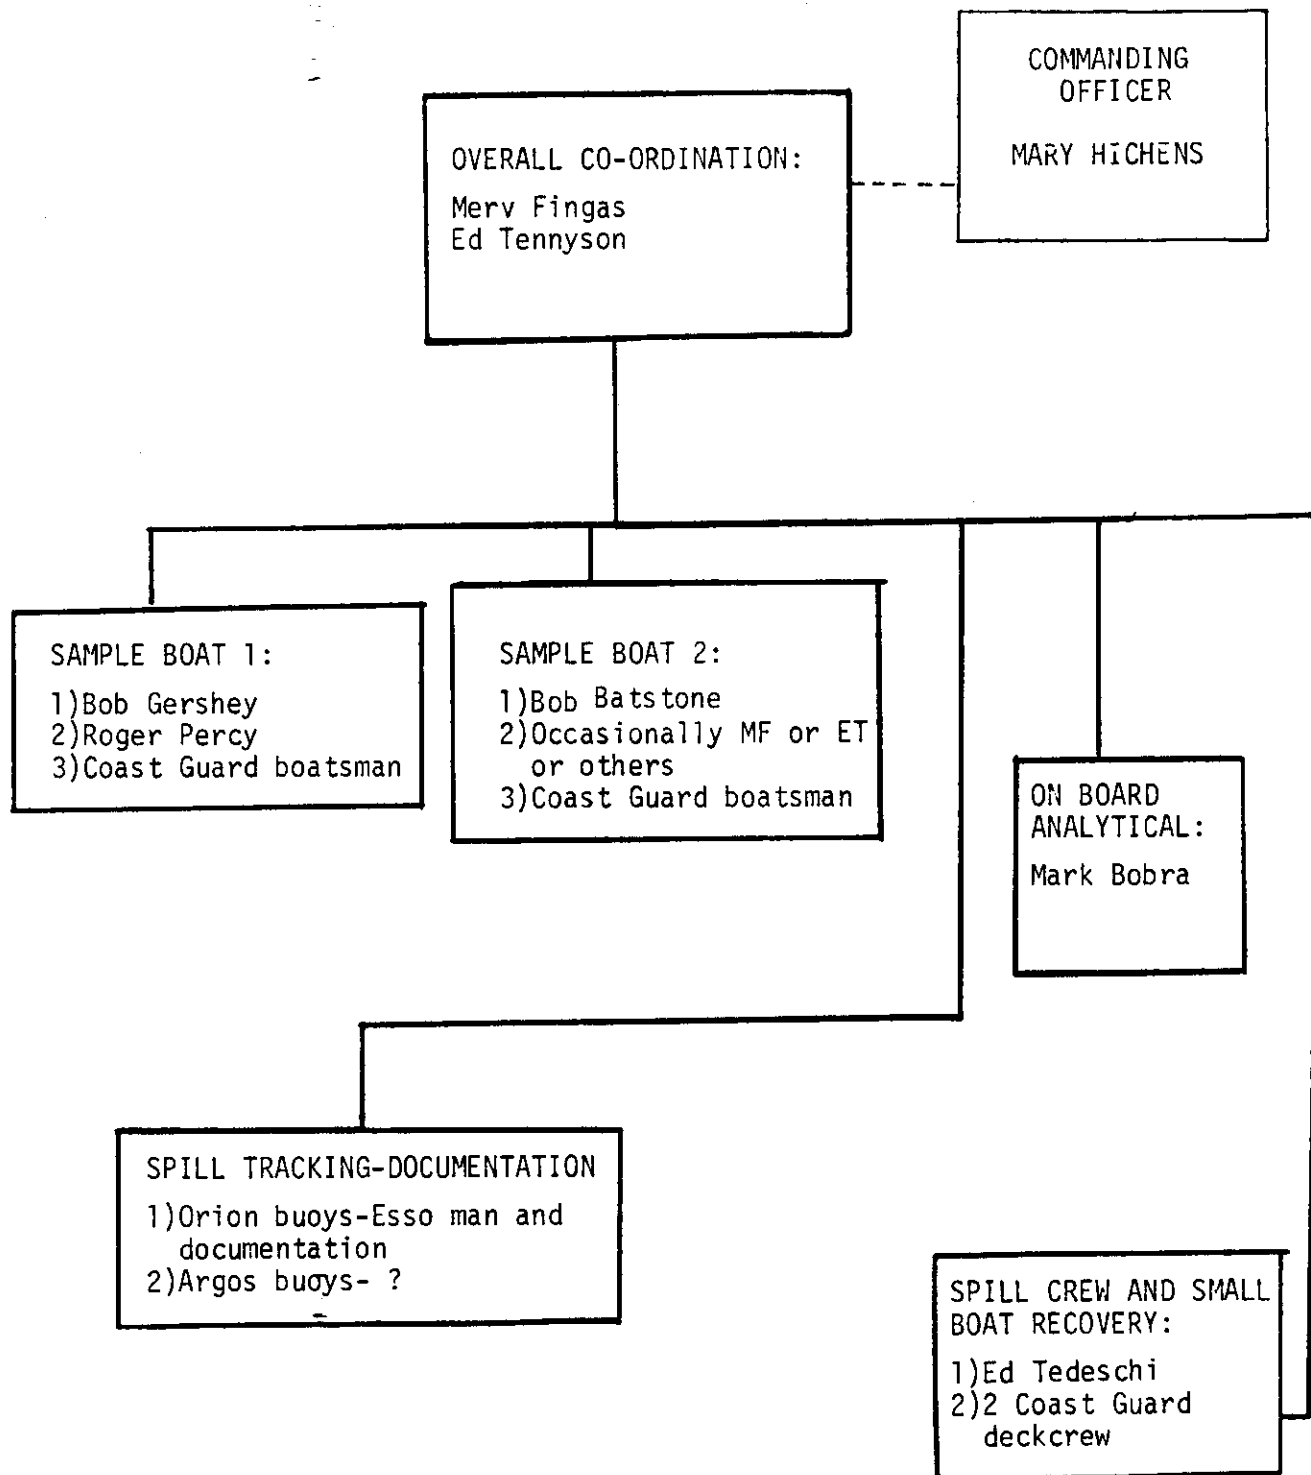 COMMANDING
OFFICER
MARY HICHENS
OVERALL CO-ORDINATION:
Merv Fingas
Ed Tennyson
SAMPLE BOAT 1:
1)Bob Gershey
2)Roger Percy
3)Coast Guard boatsman
SAMPLE BOAT 2:
1)Bob Batstone
2)Occasionally MF or ET
or others
3)Coast Guard boatsman
ON BOARD
ANALYTICAL:
Mark Bobra
SPILL TRACKING-DOCUMENTATION
1)Orion buoys-Esso man and
documentation
2)Argos buoys- ?
SPILL CREW AND SMALL
BOAT RECOVERY:
1)Ed Tedeschi
2)2 Coast Guard
deckcrew